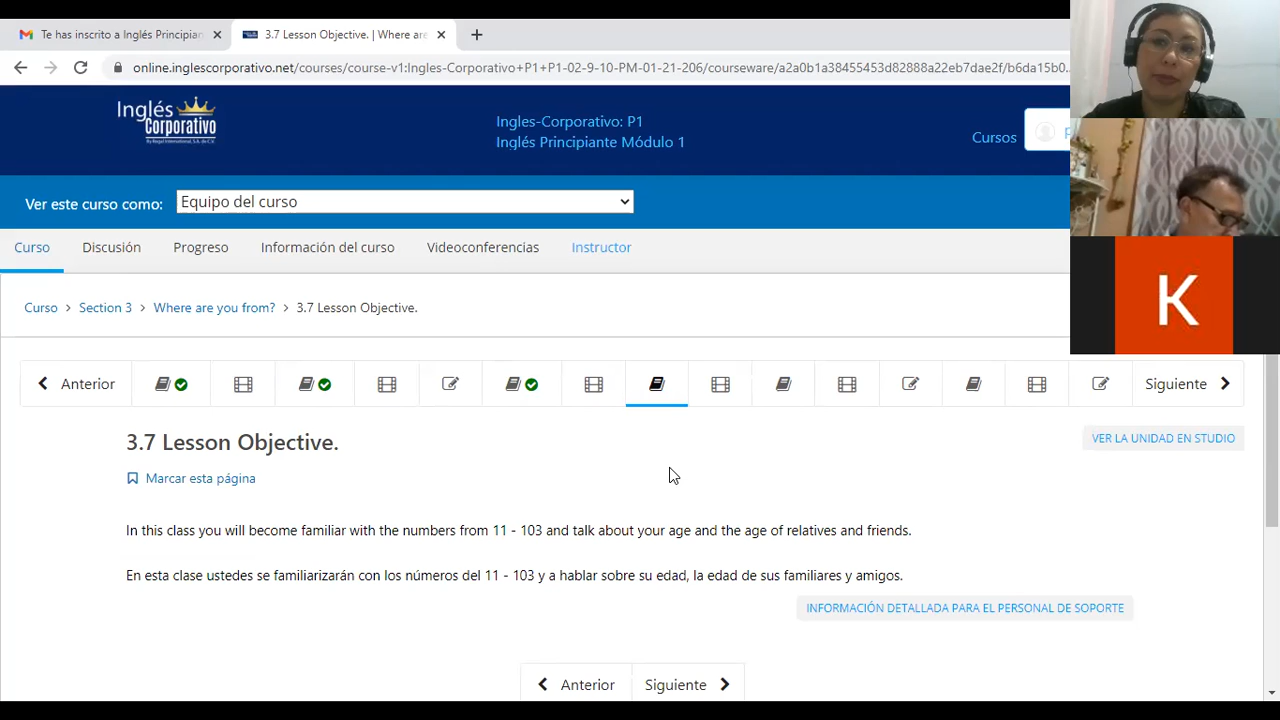 Te has inscrito a Inglés Principian
3.7 Lesson Objective. | Where are
online.inglescorporativo.net/courses/course-v1:Ingles-Corporativo+P1+P1-02-9-10-PM-01-21-206/courseware/a2a0b1a38455453d82888a22eb7dae2f/b6da15b0...
Inglés
Corporativo
By Regal International, S.A. de C.V.
Ingles-Corporativo: P1
Inglés Principiante Módulo 1
Cursos
p
Ver este curso como:
Equipo del curso
Curso
Discusión
Progreso
Información del curso
Videoconferencias
Instructor
Curso > Section 3 > Where are you from? > 3.7 Lesson Objective.
K
Anterior
Siguiente
3.7 Lesson Objective.
VER LA UNIDAD EN STUDIO
Marcar esta página
In this class you will become familiar with the numbers from 11 - 103 and talk about your age and the age of relatives and friends.
En esta clase ustedes se familiarizarán con los números del 11 - 103 y a hablar sobre su edad, la edad de sus familiares y amigos.
INFORMACIÓN DETALLADA PARA EL PERSONAL DE SOPORTE
Anterior
Siguiente